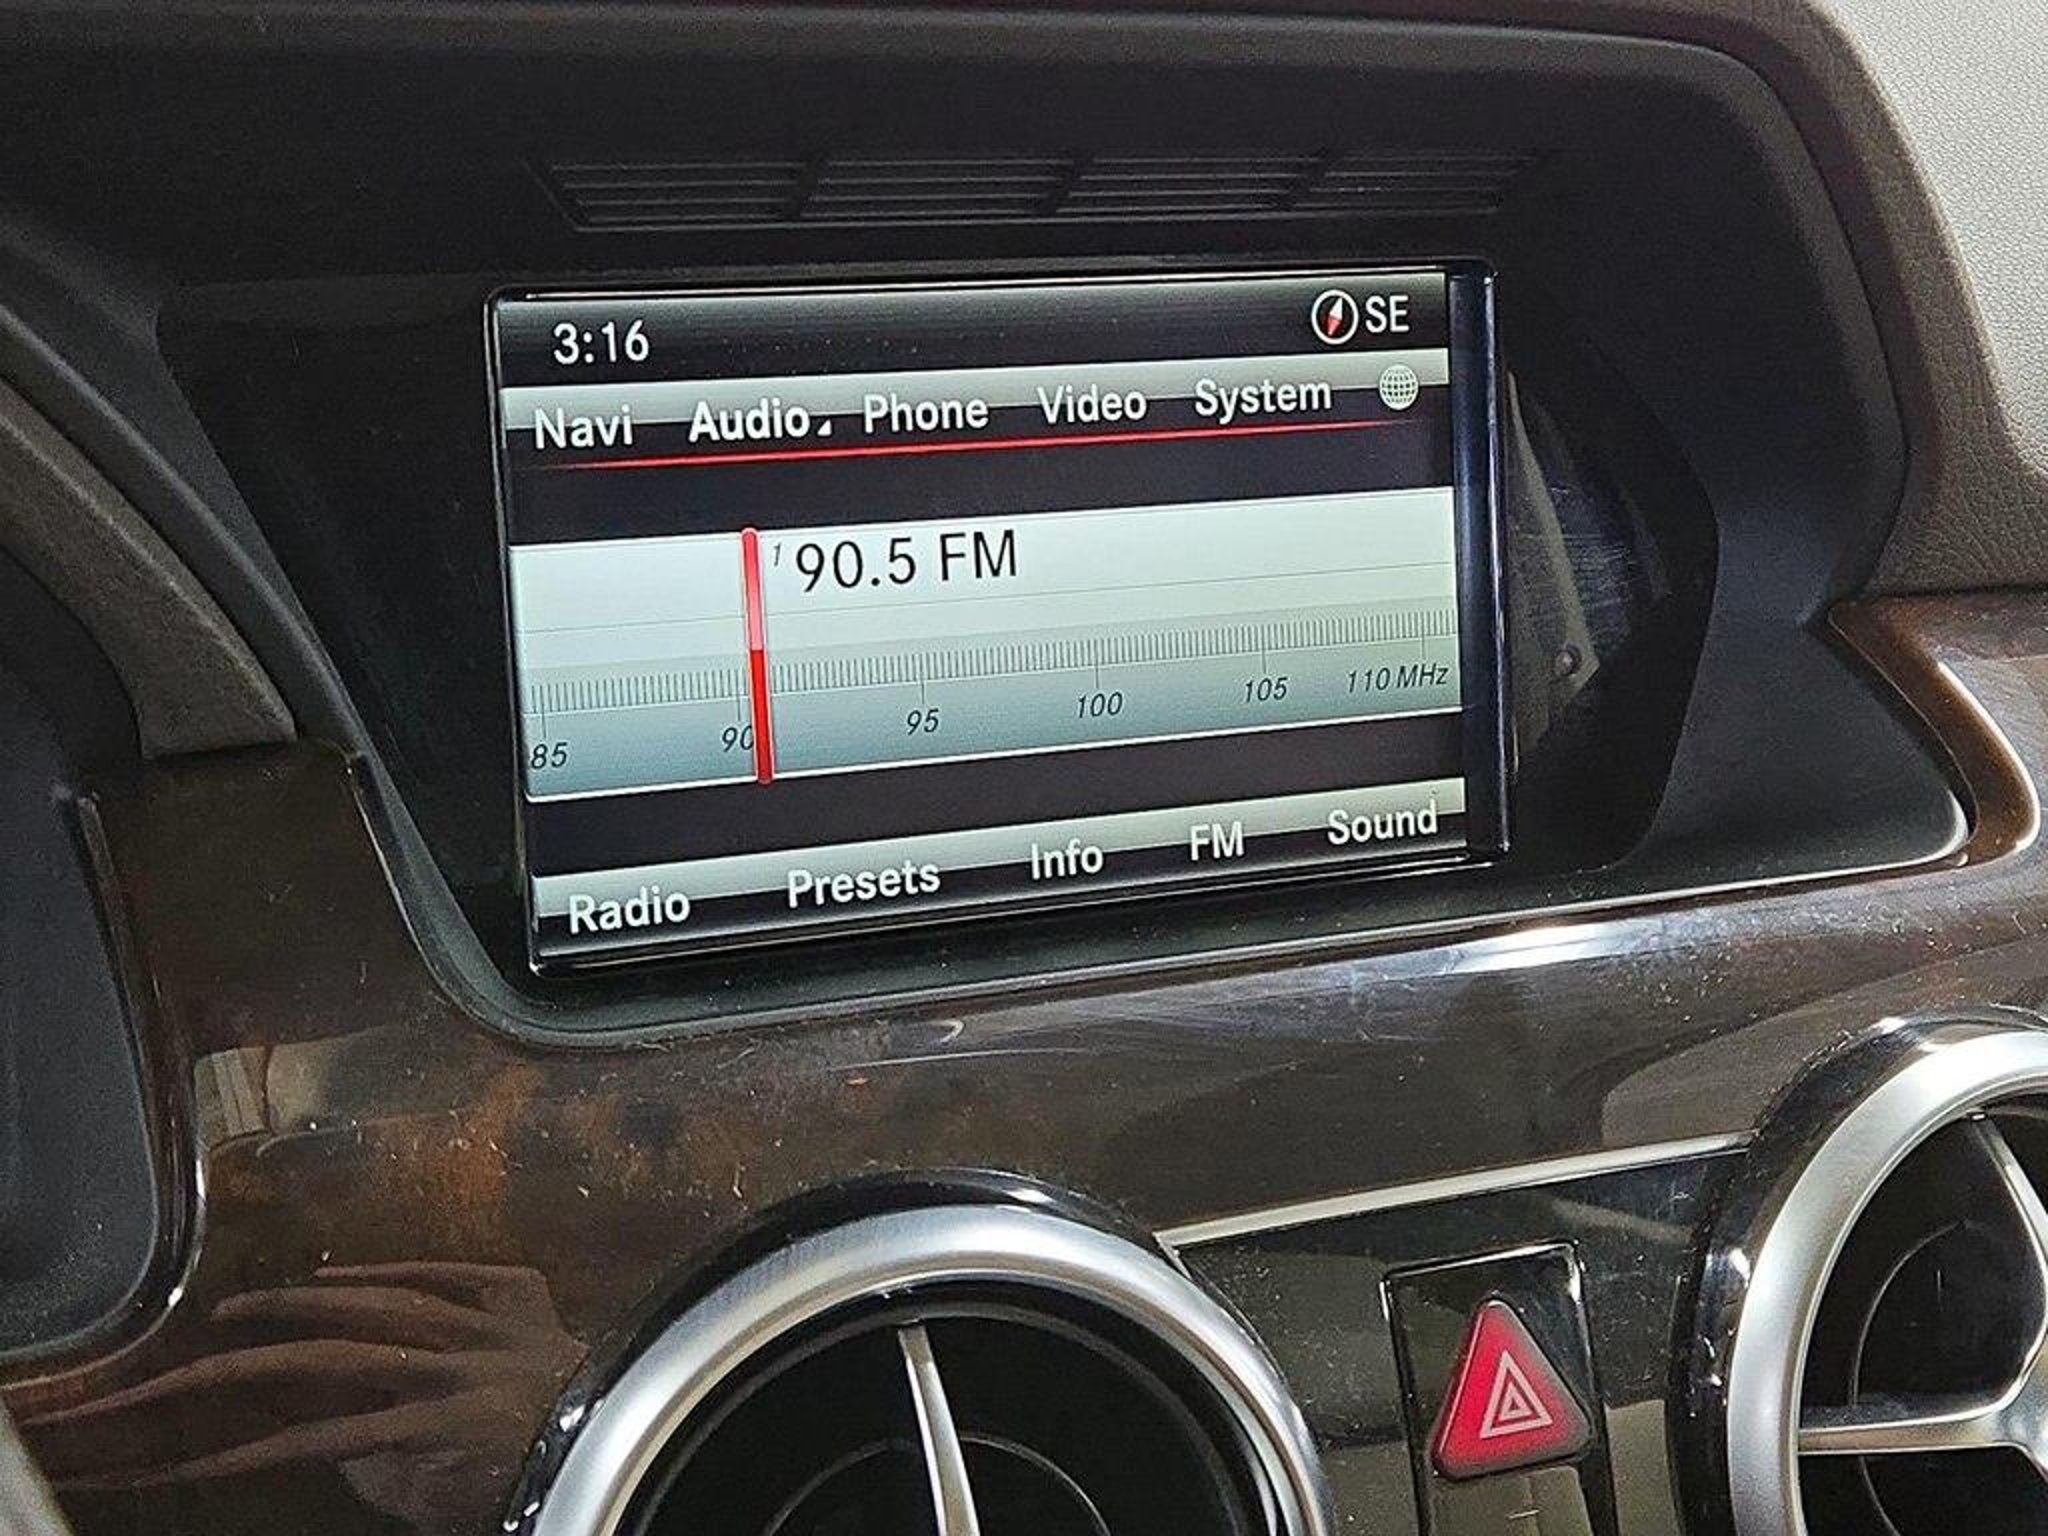 3:16 SE
Navi Audio Phone Video System
1 90.5 FM
85 90 95 100 105 110 MHz
Radio Presets Info FM Sound